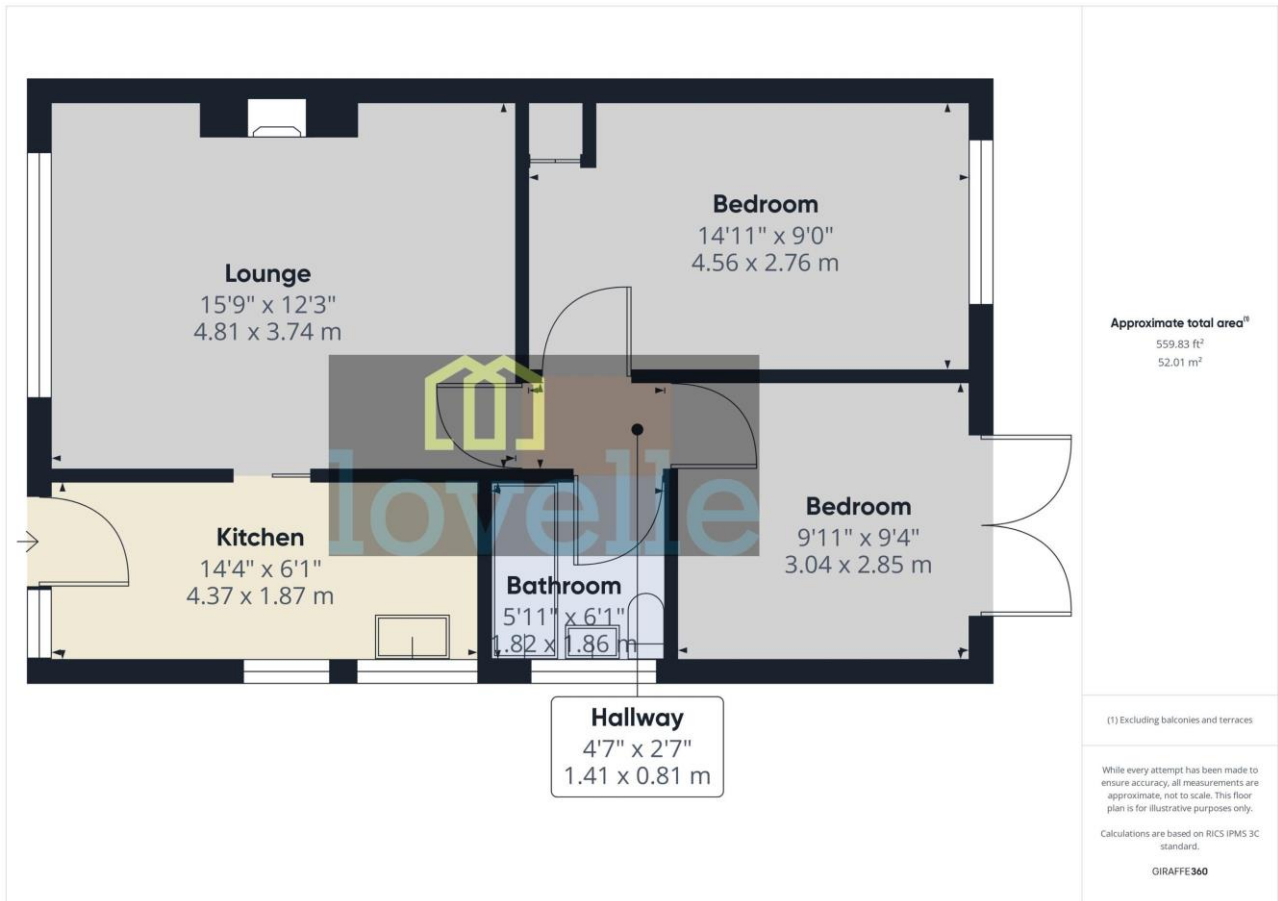 Lounge
15'9" x 12'3"
4.81 x 3.74 m
Bedroom
14'11" x 9'0"
4.56 x 2.76 m
lovelle
Kitchen
14'4" x 6'1"
4.37 x 1.87 m
Bathroom
5'11" x 6'1"
1.82 x 1.86 m
Bedroom
9'11" x 9'4"
3.04 x 2.85 m
Hallway
4'7" x 2'7"
1.41 x 0.81 m
Approximate total area(1)
559.83 ft²
52.01 m²
(1) Excluding balconies and terraces
While every attempt has been made to
ensure accuracy, all measurements are
approximate, not to scale. This floor
plan is for illustrative purposes only.
Calculations are based on RICS IPMS 3C
standard.
GIRAFFE360